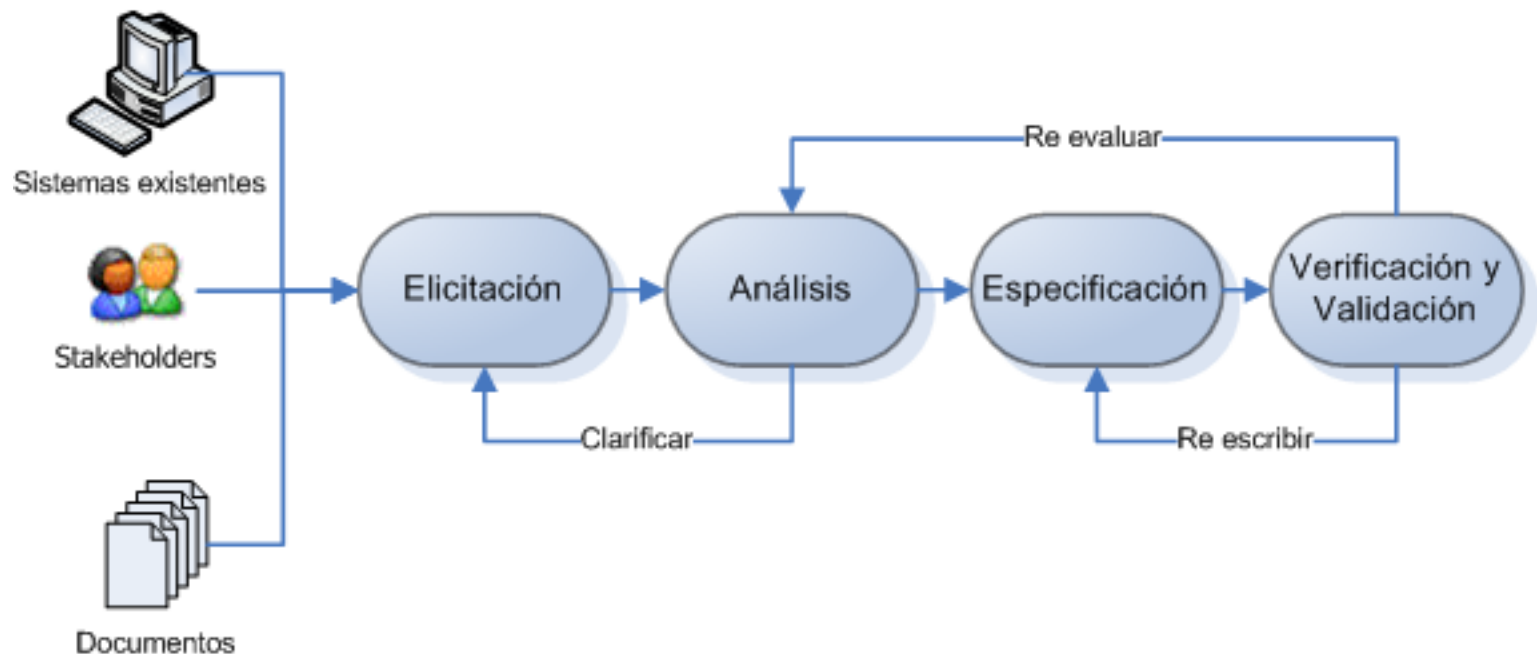 Sistemas existentes
Stakeholders
Documentos
Elicitación
Análisis
Especificación
Verificación y
Validación
Re evaluar
Clarificar
Re escribir